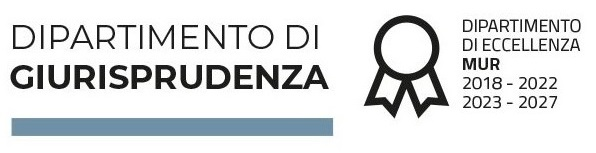 DIPARTIMENTO DI
GIURISPRUDENZA
DIPARTIMENTO
DI ECCELLENZA
MUR
2018 - 2022
2023 - 2027